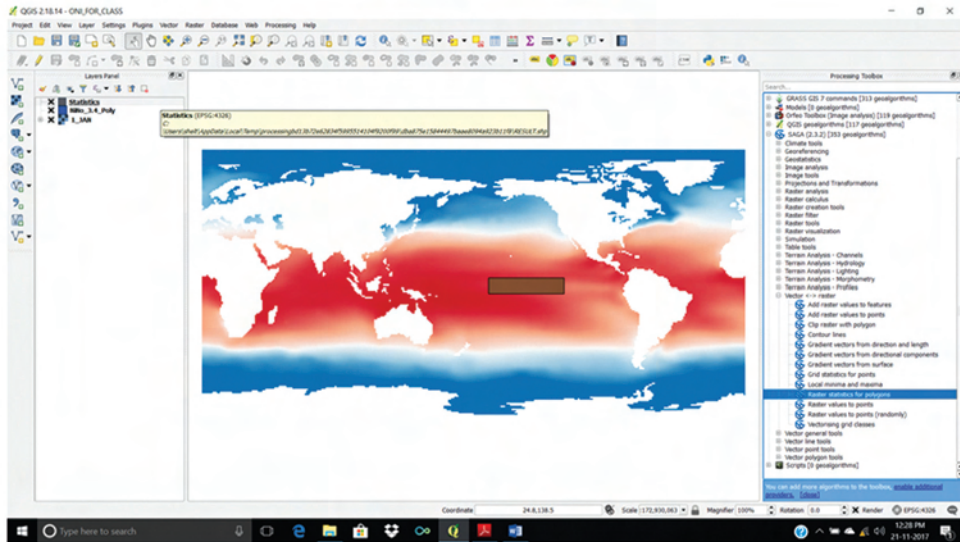 QGIS 2.18.14 - ONI_FOR_CLASS
Project Edit View Layer Settings Plugins Vector Raster Database Web Processing Help
Layers Panel
Statistics
Niño_3.4_Poly
1_JAN
Statistics (EPSG:4326)
Processing Toolbox
Search...
GRASS GIS 7 commands [313 geoalgorithms]
Models [0 geoalgorithms]
Orfeo Toolbox (Image analysis) [119 geoalgorithms]
QGIS geoalgorithms [117 geoalgorithms]
SAGA (2.3.2) [353 geoalgorithms]
Climate tools
Georeferencing
Geostatistics
Image analysis
Image tools
Projections and Transformations
Raster analysis
Raster calculus
Raster creation tools
Raster filter
Raster tools
Raster visualization
Simulation
Table tools
Terrain Analysis - Channels
Terrain Analysis - Hydrology
Terrain Analysis - Lighting
Terrain Analysis - Morphometry
Terrain Analysis - Profiles
Vector <-> raster
Add raster values to features
Add raster values to points
Clip raster with polygon
Contour lines
Gradient vectors from direction and length
Gradient vectors from directional components
Gradient vectors from surface
Grid statistics for points
Local minima and maxima
Raster statistics for polygons
Raster values to points
Raster values to points (randomly)
Vectorising grid classes
Vector general tools
Vector line tools
Vector point tools
Vector polygon tools
Scripts [0 geoalgorithms]
You can add more algorithms to the toolbox, enable additional
providers. [close]
Coordinate 24.8,138.5 Scale 1:172,930,063 Magnifier 100% Rotation 0.0 Render EPSG:4326
Type here to search
12:28 PM
21-11-2017